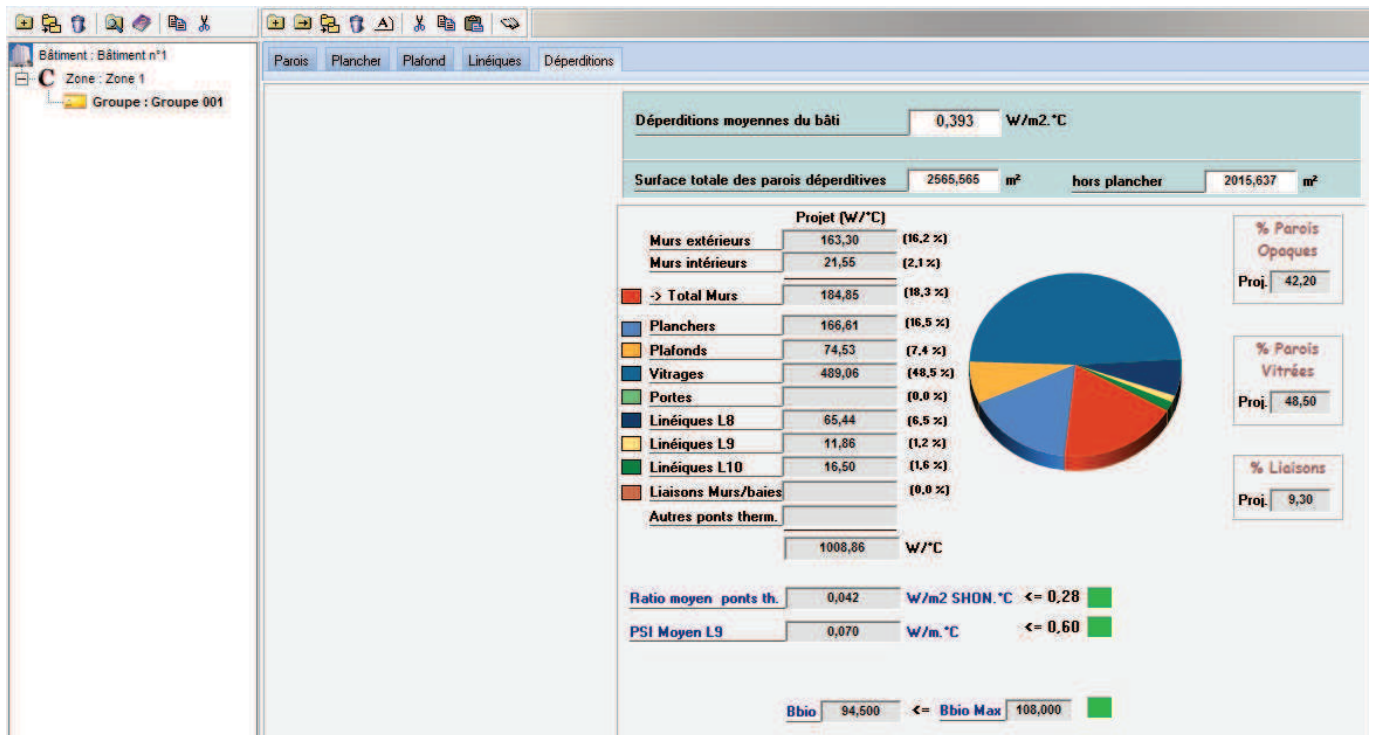 Bâtiment : Bâtiment n°1
C Zone : Zone 1
Groupe : Groupe 001
Parois Plancher Plafond Linéiques Déperditions
Déperditions moyennes du bâti 0,393 W/m2.°C
Surface totale des parois déperditives 2565,565 m² hors plancher 2015,637 m²
Projet (W/°C)
Murs extérieurs 163,30 (16,2 %)
Murs intérieurs 21,55 (2,1 %)
-> Total Murs 184,85 (18,3 %)
Planchers 166,61 (16,5 %)
Plafonds 74,53 (7,4 %)
Vitrages 489,06 (48,5 %)
Portes (0,0 %)
Linéiques L8 65,44 (6,5 %)
Linéiques L9 11,86 (1,2 %)
Linéiques L10 16,50 (1,6 %)
Liaisons Murs/baies (0,0 %)
Autres ponts therm.
1008,86 W/°C
% Parois
Opaques
Proj. 42,20
% Parois
Vitrées
Proj. 48,50
% Liaisons
Proj. 9,30
Ratio moyen ponts th. 0,042 W/m2 SHON.°C <= 0,28
PSI Moyen L9 0,070 W/m.°C <= 0,60
Bbio 94,500 <= Bbio Max 108,000